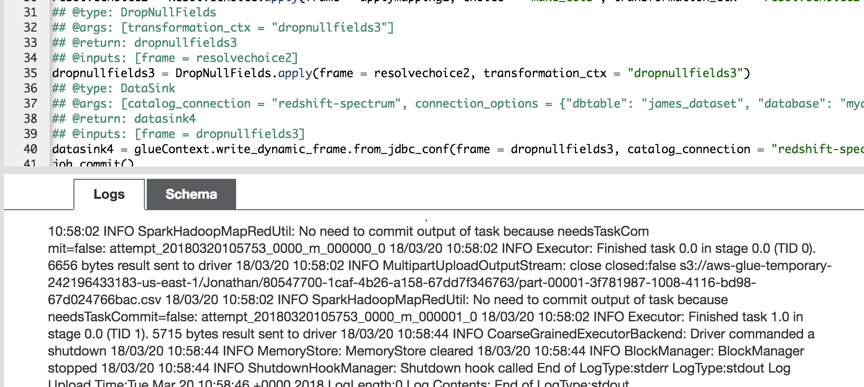 31 ## @type: DropNullFields
32 ## @args: [transformation_ctx = "dropnullfields3"]
33 ## @return: dropnullfields3
34 ## @inputs: [frame = resolvechoice2]
35 dropnullfields3 = DropNullFields.apply(frame = resolvechoice2, transformation_ctx = "dropnullfields3")
36 ## @type: DataSink
37 ## @args: [catalog_connection = "redshift-spectrum", connection_options = {"dbtable": "james_dataset", "database": "myd
38 ## @return: datasink4
39 ## @inputs: [frame = dropnullfields3]
40 datasink4 = glueContext.write_dynamic_frame.from_jdbc_conf(frame = dropnullfields3, catalog_connection = "redshift-spec
41 job.commit()
Logs Schema
10:58:02 INFO SparkHadoopMapRedUtil: No need to commit output of task because needsTaskCom
mit=false: attempt_20180320105753_0000_m_000000_0 18/03/20 10:58:02 INFO Executor: Finished task 0.0 in stage 0.0 (TID 0).
6656 bytes result sent to driver 18/03/20 10:58:02 INFO MultipartUploadOutputStream: close closed:false s3://aws-glue-temporary-
242196433183-us-east-1/Jonathan/80547700-1caf-4b26-a158-67dd7f346763/part-00001-3f781987-1008-4116-bd98-
67d024766bac.csv 18/03/20 10:58:02 INFO SparkHadoopMapRedUtil: No need to commit output of task because
needsTaskCommit=false: attempt_20180320105753_0000_m_000001_0 18/03/20 10:58:02 INFO Executor: Finished task 1.0 in
stage 0.0 (TID 1). 5715 bytes result sent to driver 18/03/20 10:58:44 INFO CoarseGrainedExecutorBackend: Driver commanded a
shutdown 18/03/20 10:58:44 INFO MemoryStore: MemoryStore cleared 18/03/20 10:58:44 INFO BlockManager: BlockManager
stopped 18/03/20 10:58:44 INFO ShutdownHookManager: Shutdown hook called End of LogType:stderr LogType:stdout Log
Upload Time:Tue Mar 20 10:58:46 +0000 2018 LogLength:0 Log Contents: End of LogType:stdout